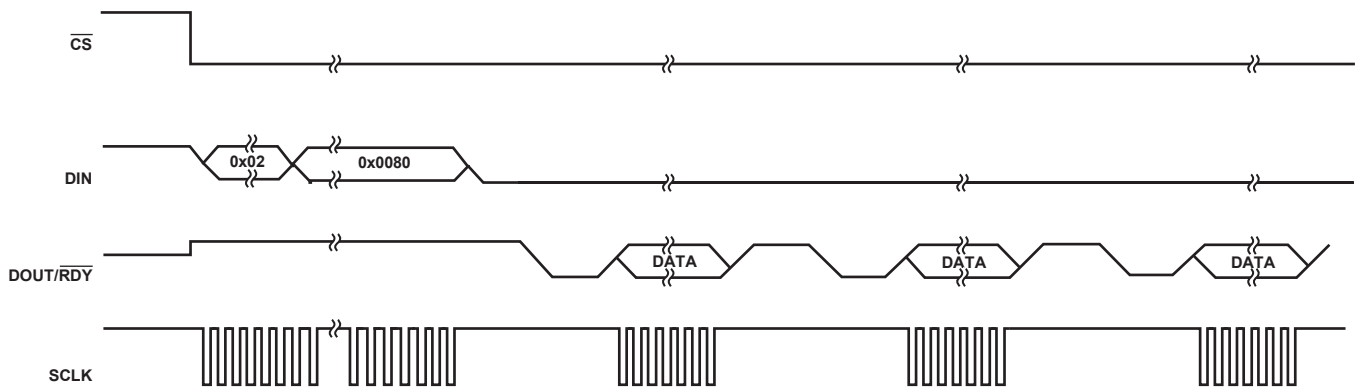 CS
DIN
0x02
0x0080
DOUT/RDY
DATA
DATA
DATA
SCLK